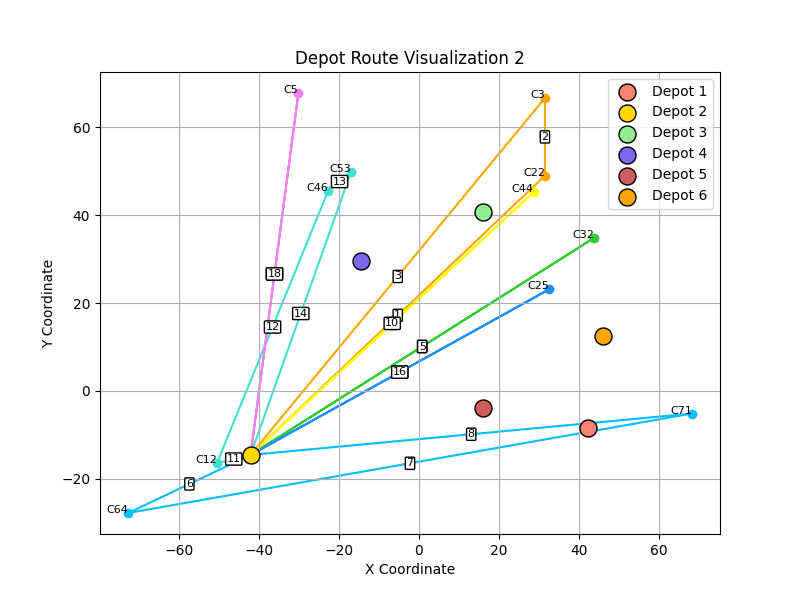 Depot Route Visualization 2
Depot 1
Depot 2
Depot 3
Depot 4
Depot 5
Depot 6
C5
C3
2
C53
13
C46
C22
C44
C32
18
3
C25
12
14
1
10
5
16
C71
8
C12
11
7
6
C64
60
40
20
0
−20
−60
−40
−20
0
20
40
60
Y Coordinate
X Coordinate